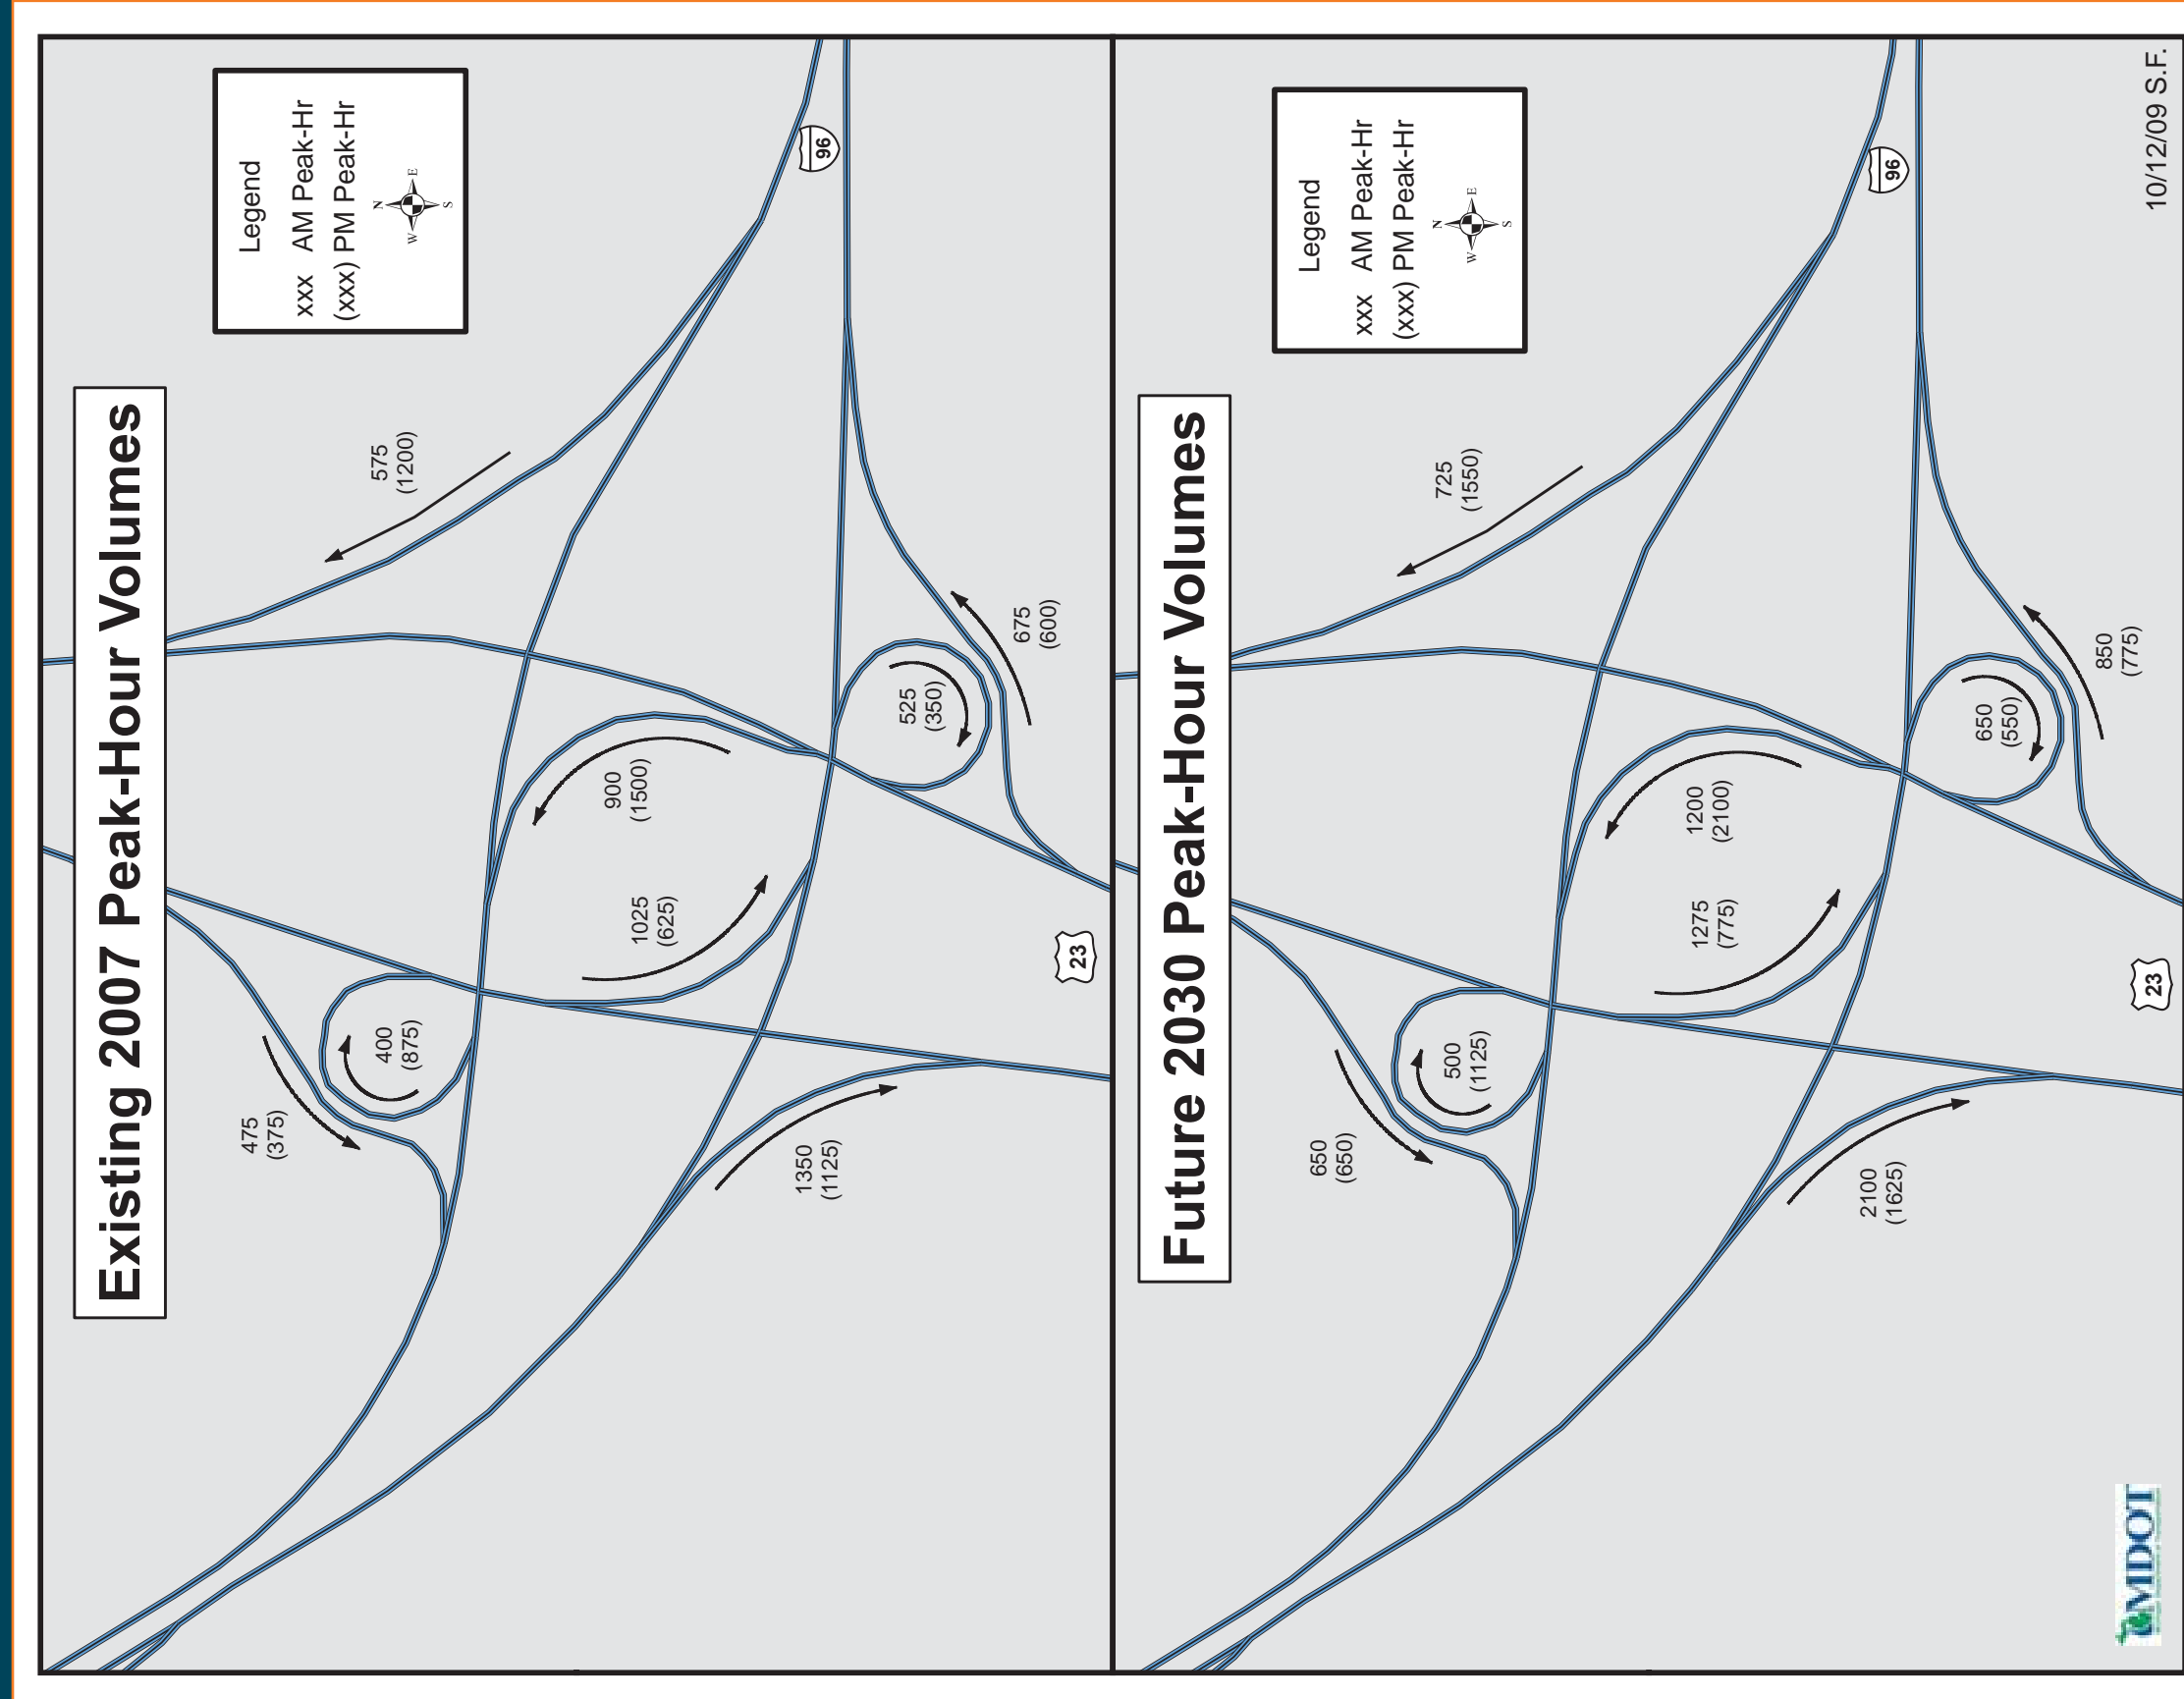 Existing 2007 Peak-Hour Volumes
Legend
xxx AM Peak-Hr
(xxx) PM Peak-Hr
N
W
E
S
96
575
(1200)
475
(375)
400
(875)
900
(1500)
1025
(625)
525
(350)
675
(600)
1350
(1125)
23
Future 2030 Peak-Hour Volumes
Legend
xxx AM Peak-Hr
(xxx) PM Peak-Hr
N
W
E
S
96
725
(1550)
650
(650)
500
(1125)
1200
(2100)
1275
(775)
650
(550)
850
(775)
2100
(1625)
23
MDOT
10/12/09 S.F.